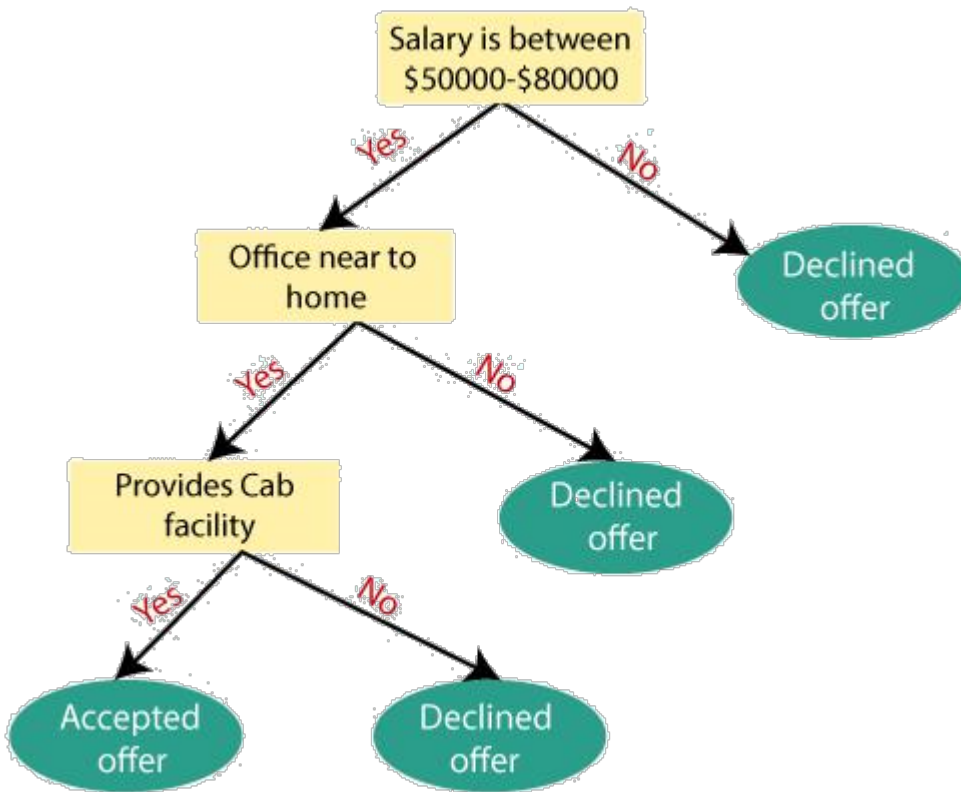 Salary is between
$50000-$80000
Yes
No
Office near to
home
Declined
offer
Yes
No
Provides Cab
facility
Declined
offer
Yes
No
Accepted
offer
Declined
offer